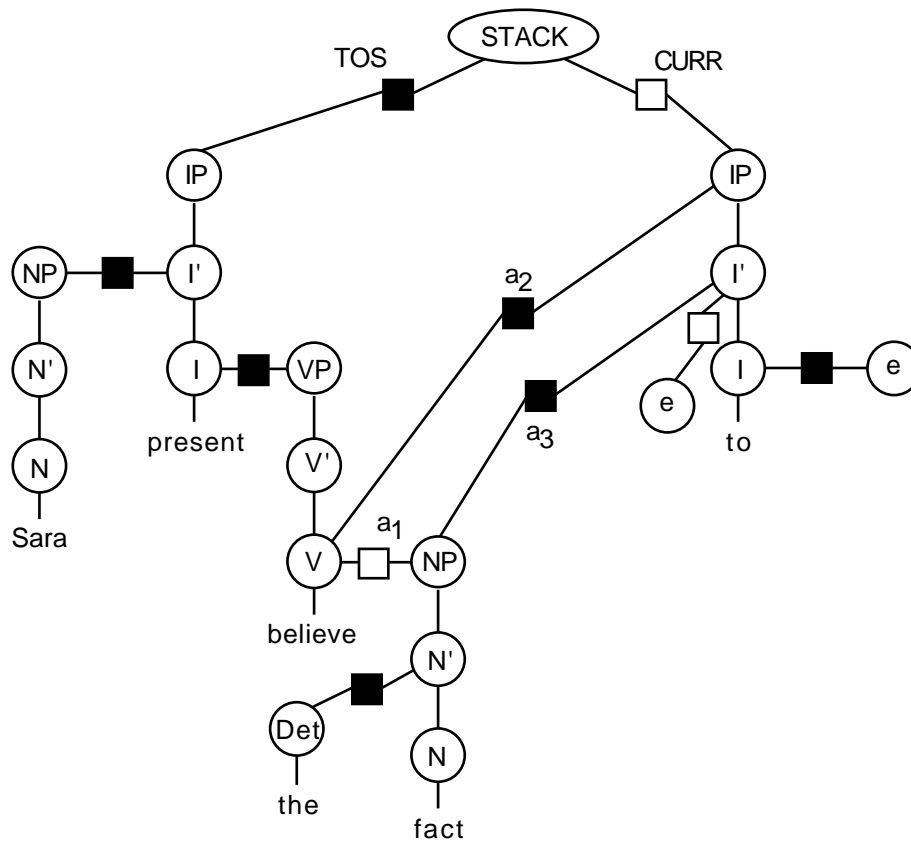 STACK
TOS
CURR
IP
IP
NP
I'
a2
I'
N'
I
VP
e
I
e
present
a3
to
N
V'
Sara
a1
V
NP
believe
N'
Det
N
the
fact